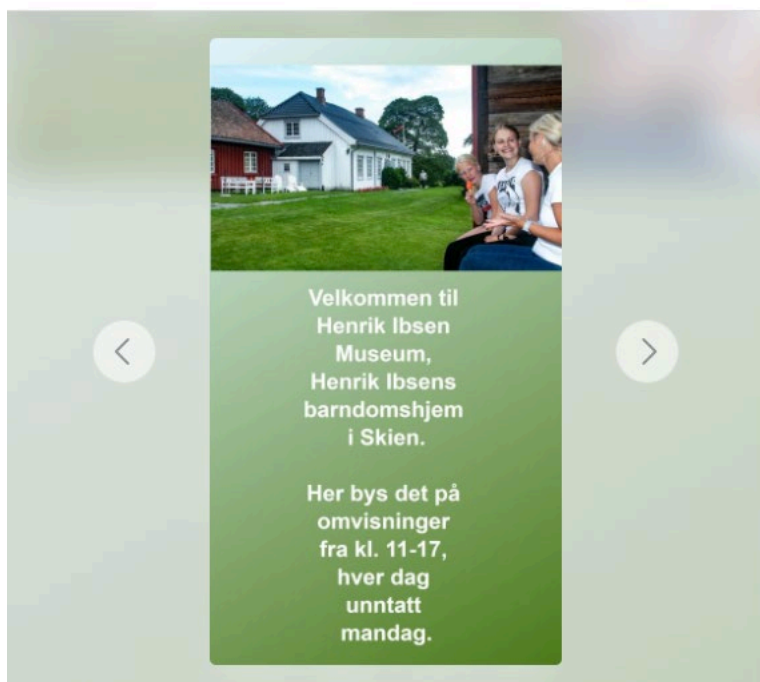 Velkommen til
Henrik Ibsen
Museum,
Henrik Ibsens
barndomshjem
i Skien.
Her bys det på
omvisninger
fra kl. 11-17,
hver dag
unntatt
mandag.